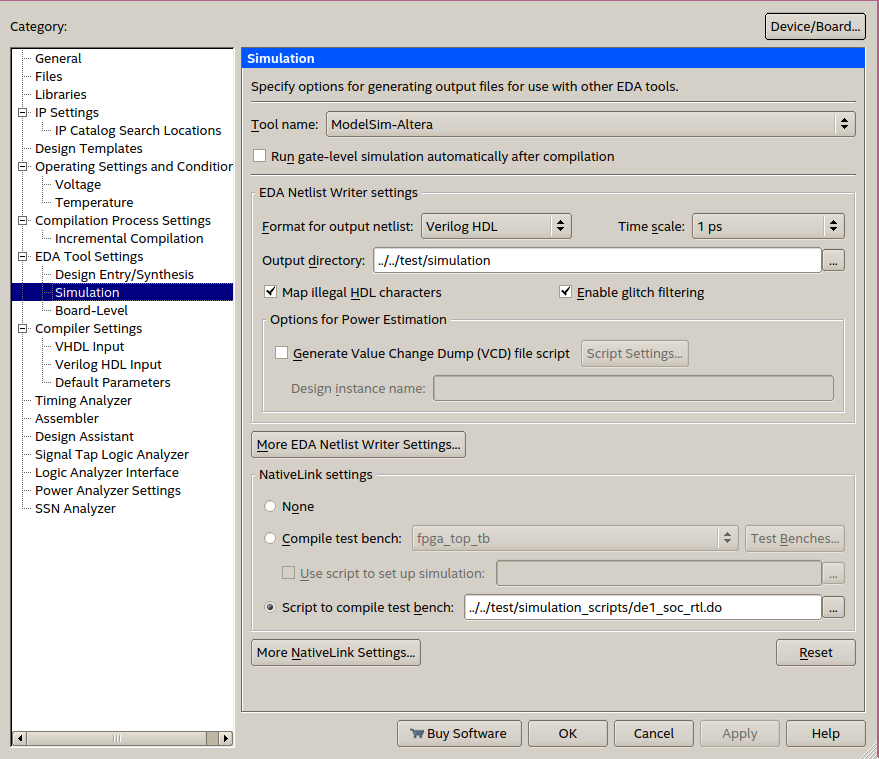 Category:
Device/Board...
General
Files
Libraries
IP Settings
IP Catalog Search Locations
Design Templates
Operating Settings and Condition
Voltage
Temperature
Compilation Process Settings
Incremental Compilation
EDA Tool Settings
Design Entry/Synthesis
Simulation
Board-Level
Compiler Settings
VHDL Input
Verilog HDL Input
Default Parameters
Timing Analyzer
Assembler
Design Assistant
Signal Tap Logic Analyzer
Logic Analyzer Interface
Power Analyzer Settings
SSN Analyzer
Simulation
Specify options for generating output files for use with other EDA tools.
Tool name: ModelSim-Altera
Run gate-level simulation automatically after compilation
EDA Netlist Writer settings
Format for output netlist: Verilog HDL Time scale: 1 ps
Output directory: ../../test/simulation ...
Map illegal HDL characters Enable glitch filtering
Options for Power Estimation
Generate Value Change Dump (VCD) file script Script Settings...
Design instance name:
More EDA Netlist Writer Settings...
NativeLink settings
None
Compile test bench: fpga_top_tb Test Benches...
Use script to set up simulation: ...
Script to compile test bench: ../../test/simulation_scripts/de1_soc_rtl.do ...
More NativeLink Settings... Reset
Buy Software OK Cancel Apply Help